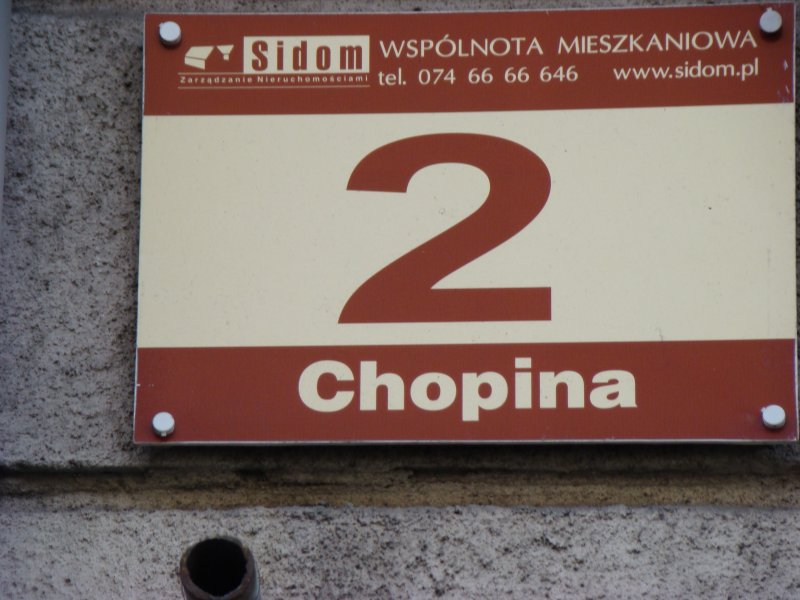 Sidom WSPÓLNOTA MIESZKANIOWA
Zarządzanie Nieruchomościami tel. 074 66 66 646 www.sidom.pl
2
Chopina